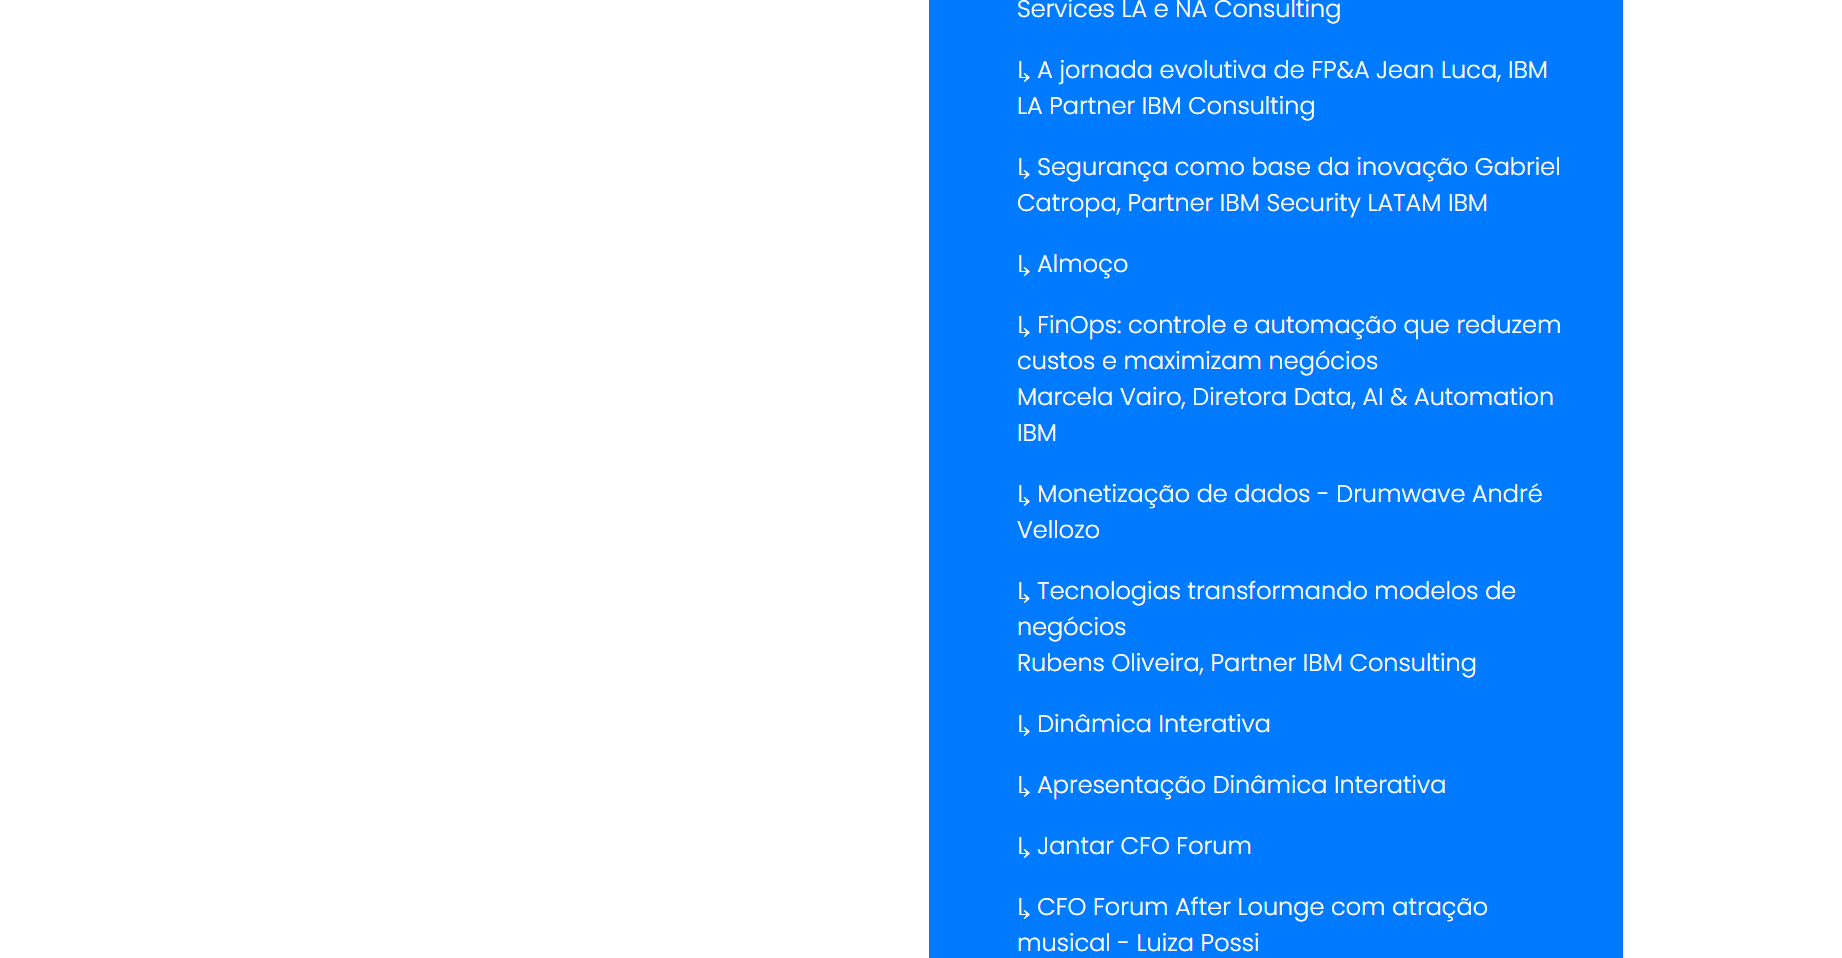 Services LA e NA Consulting
↳ A jornada evolutiva de FP&A Jean Luca, IBM
LA Partner IBM Consulting
↳ Segurança como base da inovação Gabriel
Catropa, Partner IBM Security LATAM IBM
↳ Almoço
↳ FinOps: controle e automação que reduzem
custos e maximizam negócios
Marcela Vairo, Diretora Data, AI & Automation
IBM
↳ Monetização de dados - Drumwave André
Vellozo
↳ Tecnologias transformando modelos de
negócios
Rubens Oliveira, Partner IBM Consulting
↳ Dinâmica Interativa
↳ Apresentação Dinâmica Interativa
↳ Jantar CFO Forum
↳ CFO Forum After Lounge com atração
musical - Luiza Possi